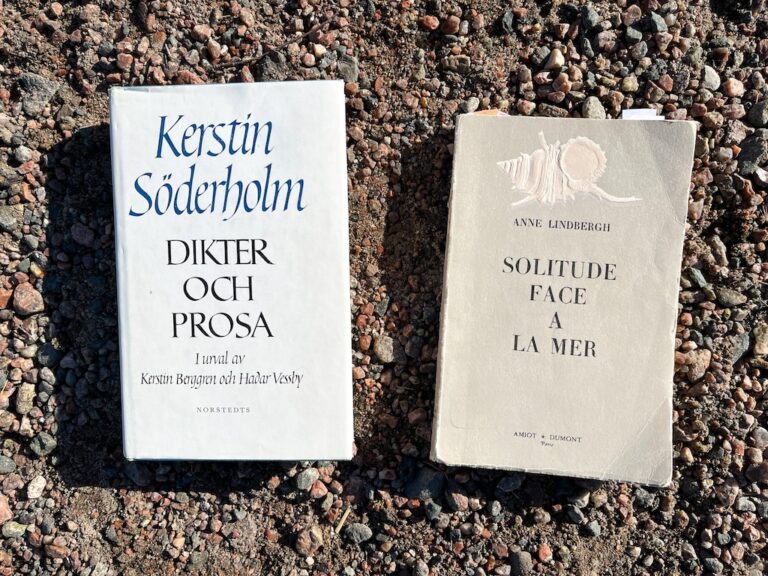 Kerstin
Söderholm
DIKTER
OCH
PROSA
I urval av
Kerstin Berggren och Hadar Vessby
NORSTEDTS
ANNE LINDBERGH
SOLITUDE
FACE
A
LA MER
AMIOT ★ DUMONT
Paris